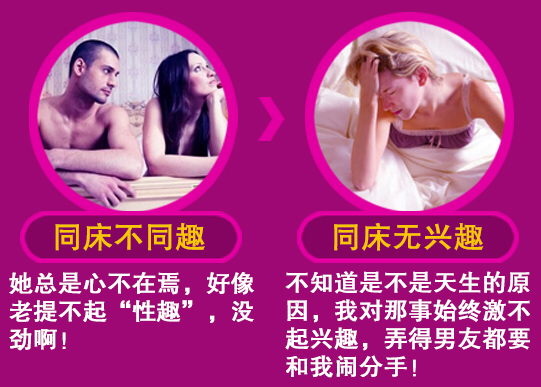 同床不同趣
同床无兴趣
她总是心不在焉，好像
老提不起“性趣”，没
劲啊！
不知道是不是天生的原
因，我对那事始终激不
起兴趣，弄得男友都要
和我闹分手！